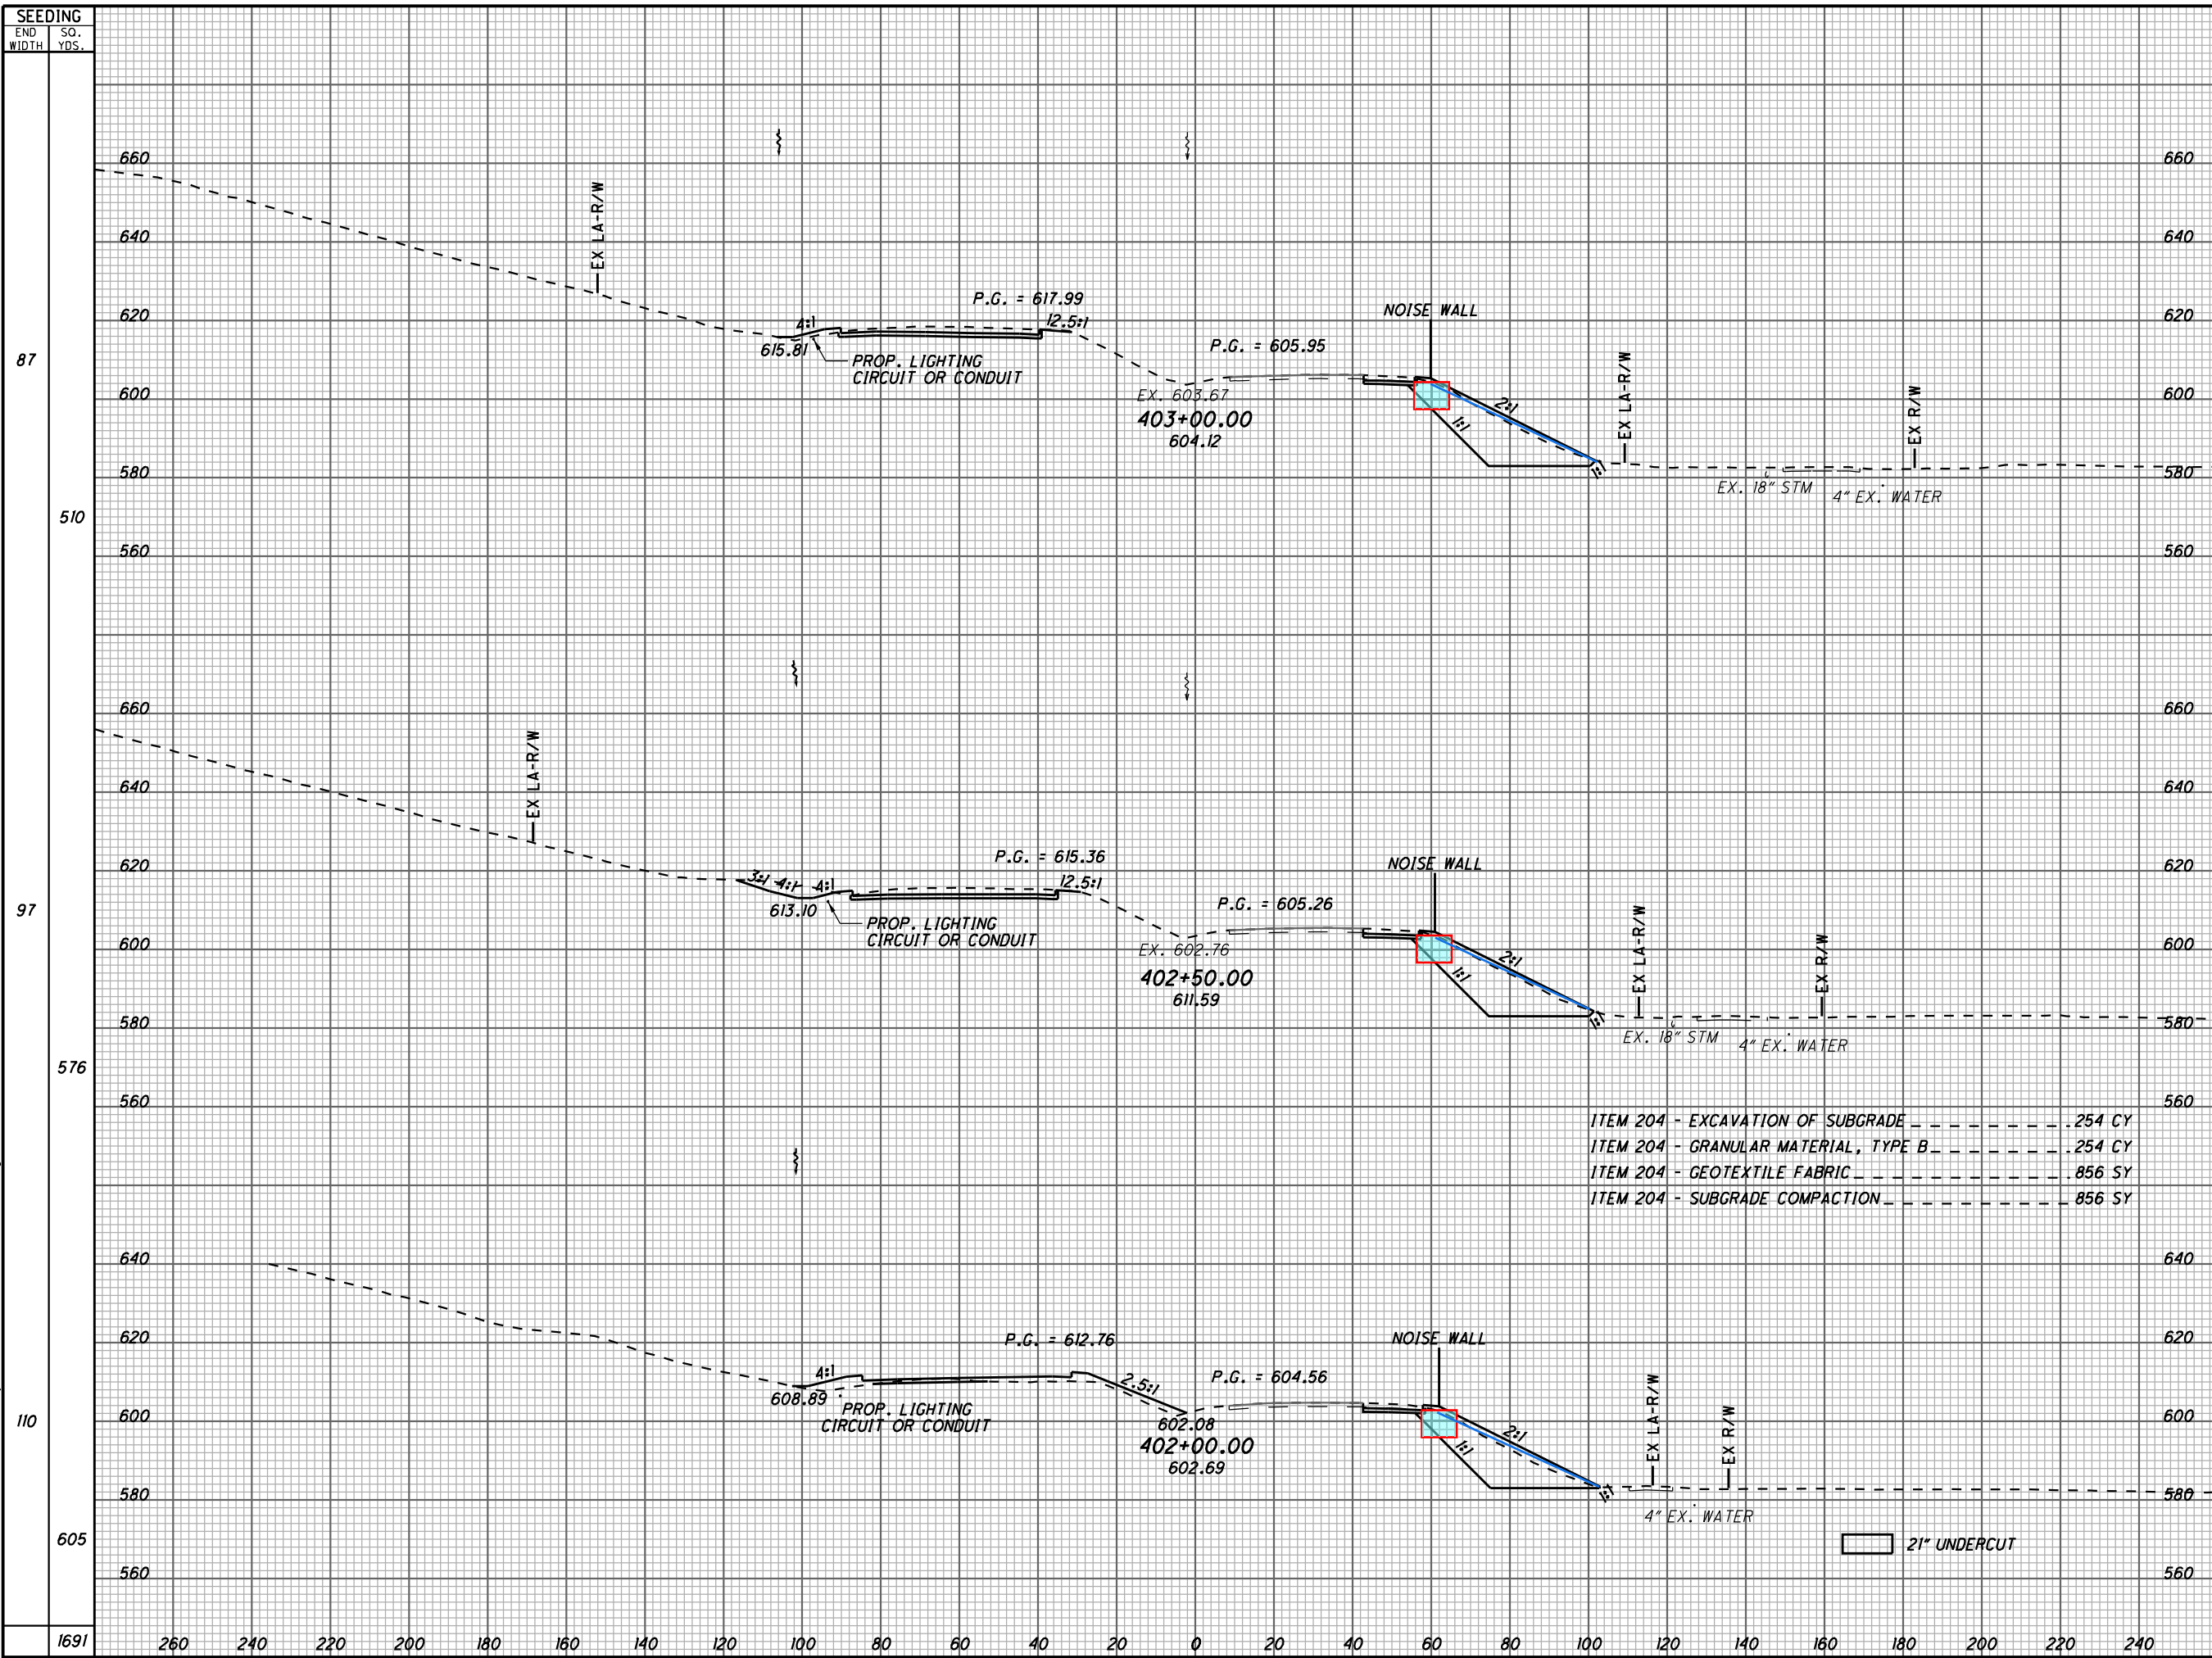 SEEDING
END WIDTH
SQ. YDS.
660
660
EX LA-R/W
640
640
P.G. = 617.99
620
4:1
12.5:1
NOISE WALL
620
615.81
PROP. LIGHTING
CIRCUIT OR CONDUIT
P.G. = 605.95
87
EX LA-R/W
EX R/W
600
EX. 603.67
2:1
600
403+00.00
1:1
604.12
580
580
EX. 18" STM
4" EX. WATER
510
560
560
660
660
EX LA-R/W
640
640
P.G. = 615.36
620
NOISE WALL
620
3:1
4:1
4:1
12.5:1
613.10
P.G. = 605.26
97
PROP. LIGHTING
CIRCUIT OR CONDUIT
EX LA-R/W
EX R/W
600
EX. 602.76
2:1
600
402+50.00
1:1
611.59
580
580
EX. 18" STM
4" EX. WATER
576
560
560
ITEM 204 - EXCAVATION OF SUBGRADE 254 CY
ITEM 204 - GRANULAR MATERIAL, TYPE B 254 CY
ITEM 204 - GEOTEXTILE FABRIC 856 SY
ITEM 204 - SUBGRADE COMPACTION 856 SY
640
640
620
P.G. = 612.76
NOISE WALL
620
4:1
2.5:1
P.G. = 604.56
608.89
PROP. LIGHTING
CIRCUIT OR CONDUIT
110
EX LA-R/W
EX R/W
600
602.08
2:1
600
402+00.00
1:1
602.69
580
580
4" EX. WATER
605
21" UNDERCUT
560
560
1691
260 240 220 200 180 160 140 120 100 80 60 40 20 0 20 40 60 80 100 120 140 160 180 200 220 240